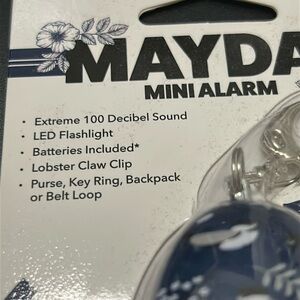 MAYDA
MINI ALARM
• Extreme 100 Decibel Sound
• LED Flashlight
• Batteries Included*
• Lobster Claw Clip
• Purse, Key Ring, Backpack
or Belt Loop